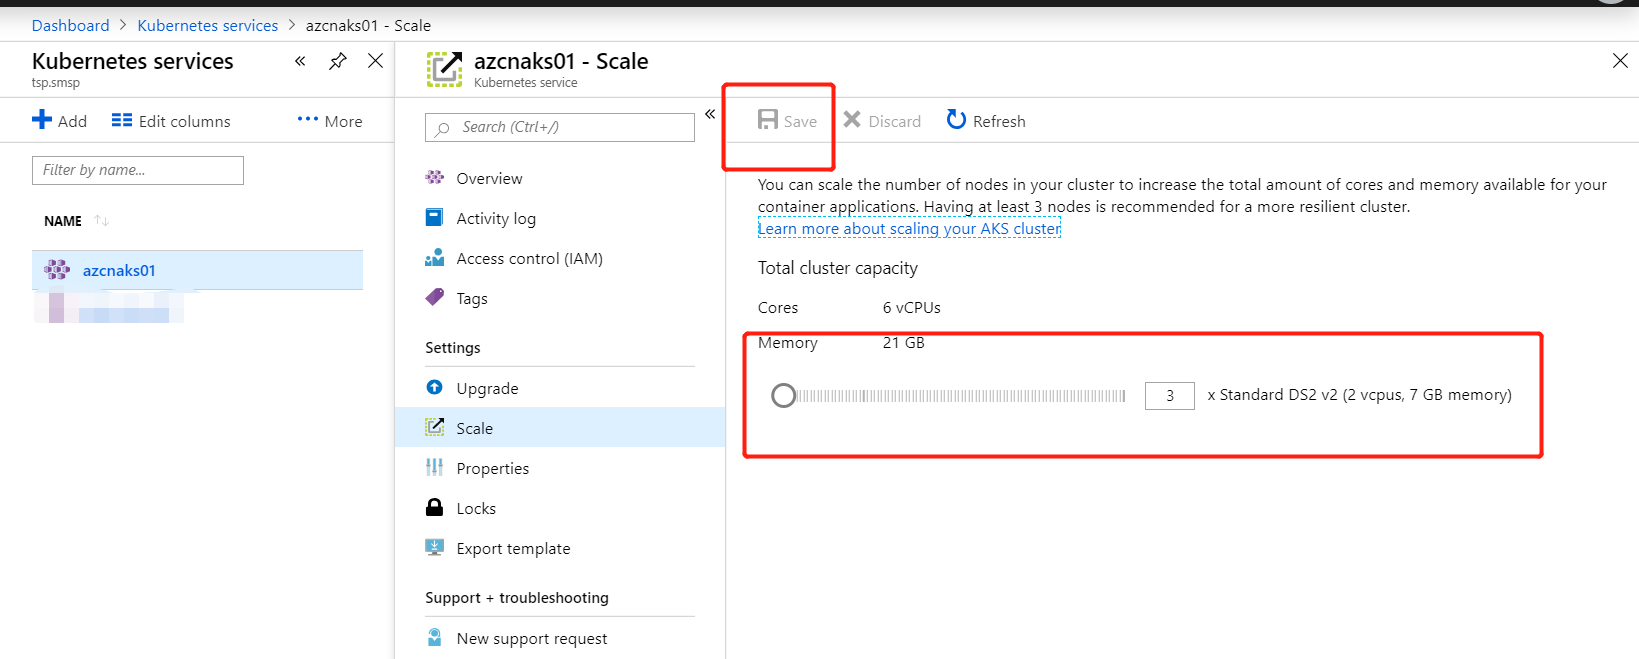 Dashboard > Kubernetes services > azcnaks01 - Scale
Kubernetes services
tsp.smsp
Add
Edit columns
More
Filter by name...
NAME
azcnaks01
azcnaks01 - Scale
Kubernetes service
Search (Ctrl+/)
Overview
Activity log
Access control (IAM)
Tags
Settings
Upgrade
Scale
Properties
Locks
Export template
Support + troubleshooting
New support request
Save
Discard
Refresh
You can scale the number of nodes in your cluster to increase the total amount of cores and memory available for your
container applications. Having at least 3 nodes is recommended for a more resilient cluster.
Learn more about scaling your AKS cluster
Total cluster capacity
Cores 6 vCPUs
Memory 21 GB
3 x Standard DS2 v2 (2 vcpus, 7 GB memory)